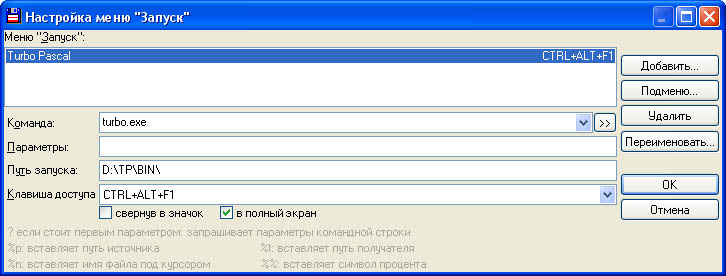 Настройка меню "Запуск"
Меню "Запуск":
Turbo Pascal CTRL+ALT+F1
Добавить...
Подменю...
Удалить
Переименовать...
Команда: turbo.exe >>
Параметры:
Путь запуска: D:\TP\BIN\
Клавиша доступа CTRL+ALT+F1
OK
свернув в значок в полный экран
Отмена
? если стоит первым параметром: запрашивает параметры командной строки
%p: вставляет путь источника %t: вставляет путь получателя
%n: вставляет имя файла под курсором %%: вставляет символ процента